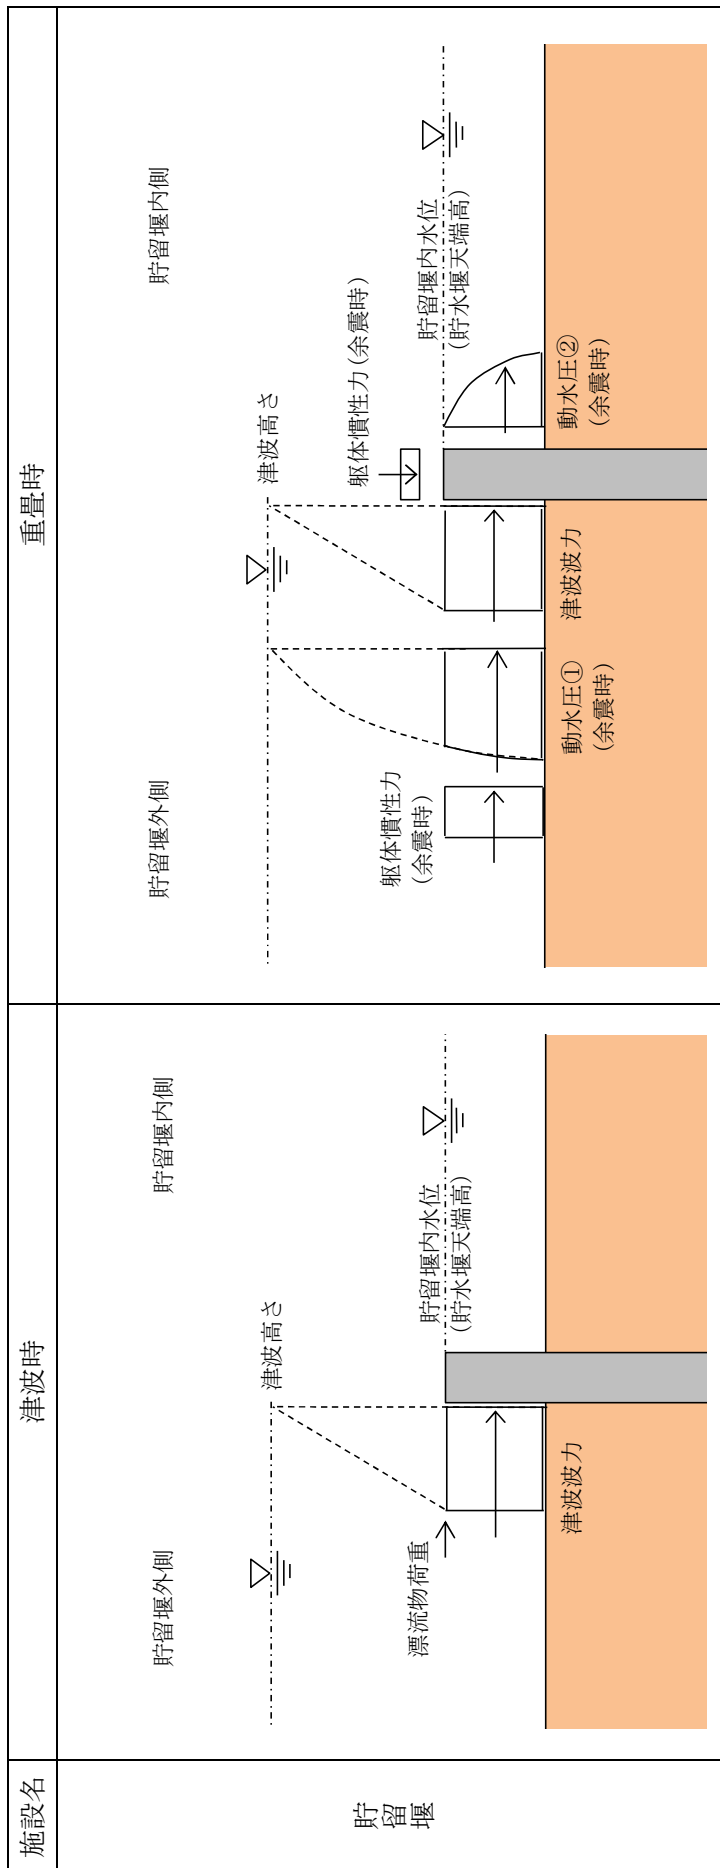 施設名
津波時
重畳時
貯留堰
貯留堰外側
貯留堰内側
津波高さ
漂流物荷重
貯留堰内水位
(貯水堰天端高)
津波波力
貯留堰外側
貯留堰内側
津波高さ
躯体慣性力(余震時)
貯留堰内水位
(貯水堰天端高)
躯体慣性力
(余震時)
動水圧①
(余震時)
津波波力
動水圧②
(余震時)